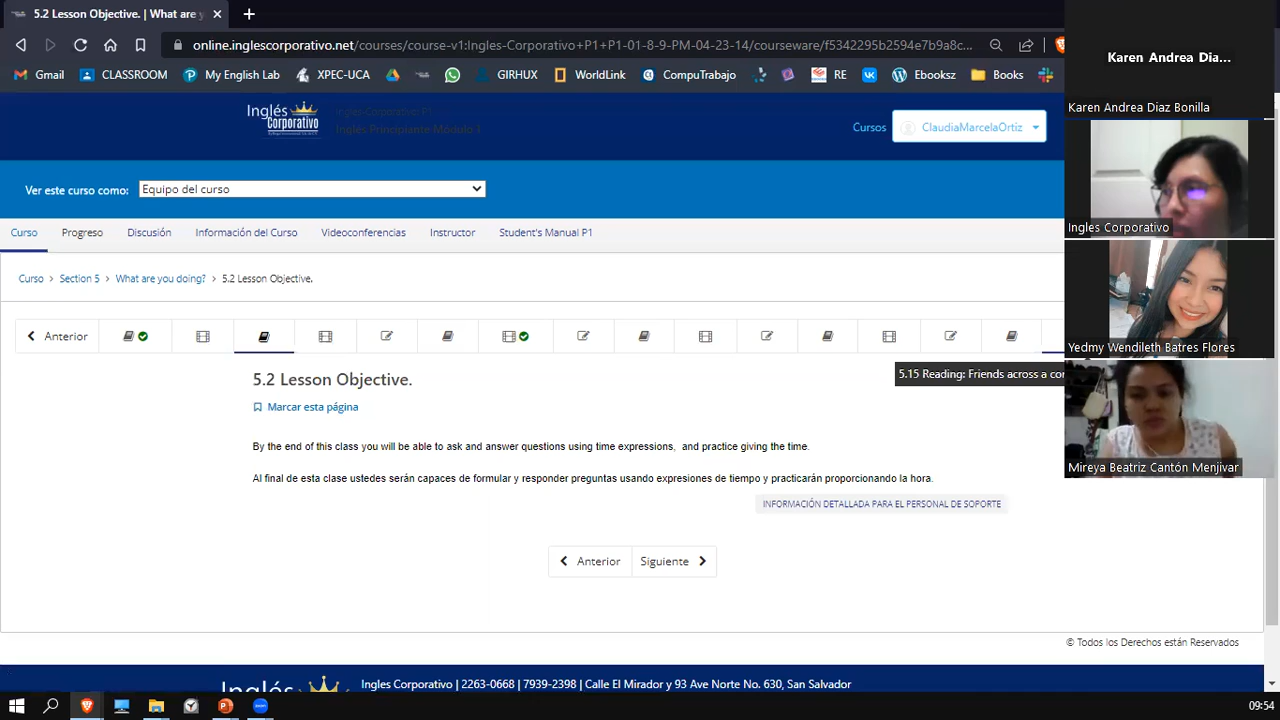 5.2 Lesson Objective. | What are y
online.inglescorporativo.net/courses/course-v1:Ingles-Corporativo+P1+P1-01-8-9-PM-04-23-14/courseware/f5342295b2594e7b9a8c...
Gmail CLASSROOM My English Lab XPEC-UCA GIRHUX WorldLink CompuTrabajo RE Ebooksz Books
Karen Andrea Dia...
Karen Andrea Diaz Bonilla
Inglés Corporativo
Ingles-Corporativo P1
Inglés Principiante Módulo 1
Cursos
ClaudiaMarcelaOrtiz
Ver este curso como:
Equipo del curso
Ingles Corporativo
Curso Progreso Discusión Información del Curso Videoconferencias Instructor Student's Manual P1
Curso > Section 5 > What are you doing? > 5.2 Lesson Objective.
Anterior
Yedmy Wendileth Batres Flores
5.15 Reading: Friends across a co
5.2 Lesson Objective.
Marcar esta página
By the end of this class you will be able to ask and answer questions using time expressions, and practice giving the time.
Mireya Beatriz Cantón Menjivar
Al final de esta clase ustedes serán capaces de formular y responder preguntas usando expresiones de tiempo y practicarán proporcionando la hora.
INFORMACIÓN DETALLADA PARA EL PERSONAL DE SOPORTE
Anterior
Siguiente
© Todos los Derechos están Reservados
Inglés
Ingles Corporativo | 2263-0668 | 7939-2398 | Calle El Mirador y 93 Ave Norte No. 630, San Salvador
09:54